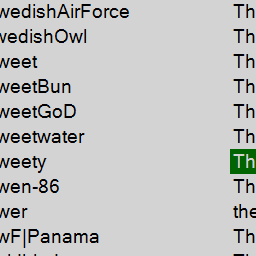 wedishAirForce Th
wedishOwl Th
weet Th
weetBun Th
weetGoD Th
weetwater Th
weety Th
wen-86 Th
wer the
wF|Panama Th